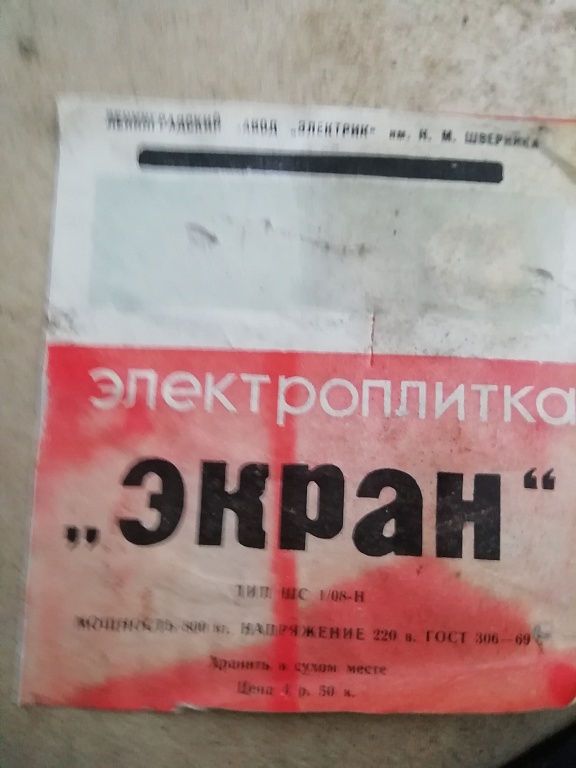 ЛЕНИНГРАДСКИЙ ЗАВОД „ЭЛЕКТРИК“ им. Н. М. ШВЕРНИКА
электроплитка
„экран“
ТИП ШС 1/08-Н
МОЩНОСТЬ 800 вт. НАПРЯЖЕНИЕ 220 в. ГОСТ 306—69
Хранить в сухом месте
Цена 4 р. 50 к.